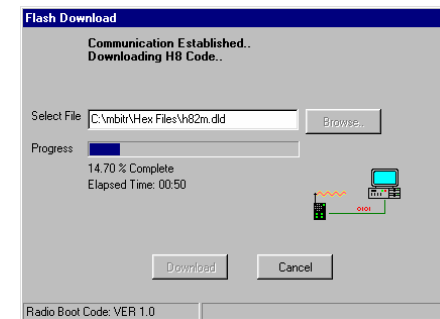 Flash Download
Communication Established..
Downloading H8 Code..
Select File C:\mbitr\Hex Files\h82m.dld Browse..
Progress
14.70 % Complete
Elapsed Time: 00:50
0101
Download Cancel
Radio Boot Code: VER 1.0